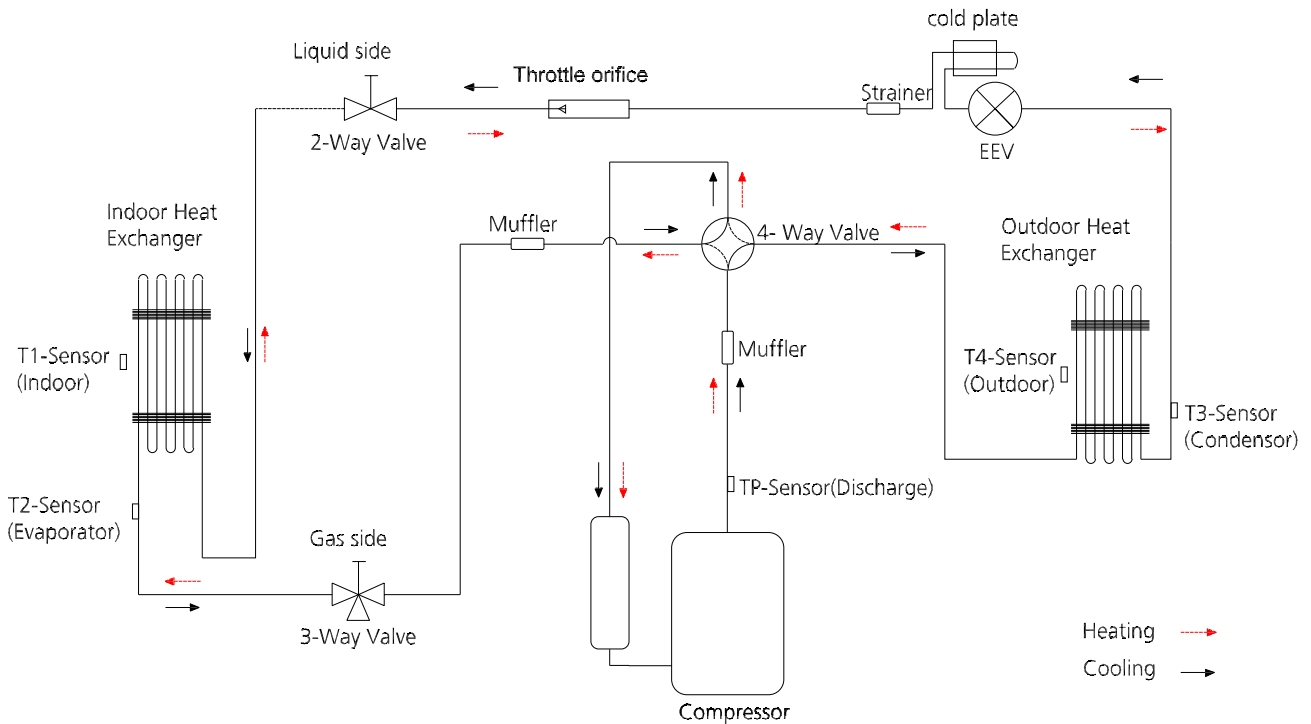 cold plate
Liquid side
Throttle orifice
Strainer
2-Way Valve
EEV
Indoor Heat
Exchanger
Muffler
4- Way Valve
Outdoor Heat
Exchanger
T1-Sensor
(Indoor)
Muffler
T4-Sensor
(Outdoor)
T3-Sensor
(Condensor)
T2-Sensor
(Evaporator)
TP-Sensor(Discharge)
Gas side
3-Way Valve
Heating
Cooling
Compressor